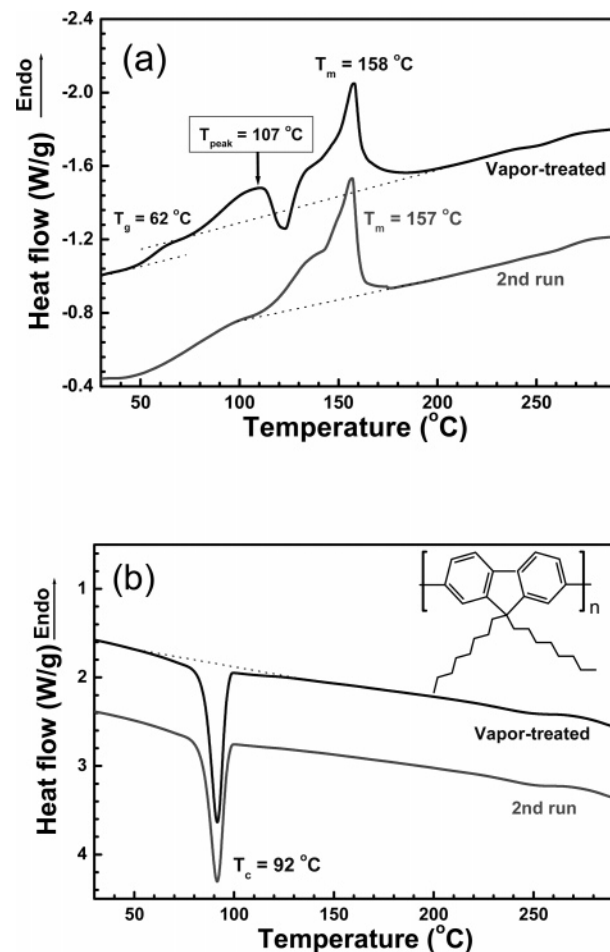 (a)
-2.4
-2.0
-1.6
-1.2
-0.8
-0.4
Heat flow (W/g)
Endo
T_m = 158 °C
T_peak = 107 °C
Vapor-treated
T_g = 62 °C
T_m = 157 °C
2nd run
50 100 150 200 250
Temperature (°C)
(b)
1
2
3
4
Heat flow (W/g)
Endo
n
Vapor-treated
2nd run
T_c = 92 °C
50 100 150 200 250
Temperature (°C)